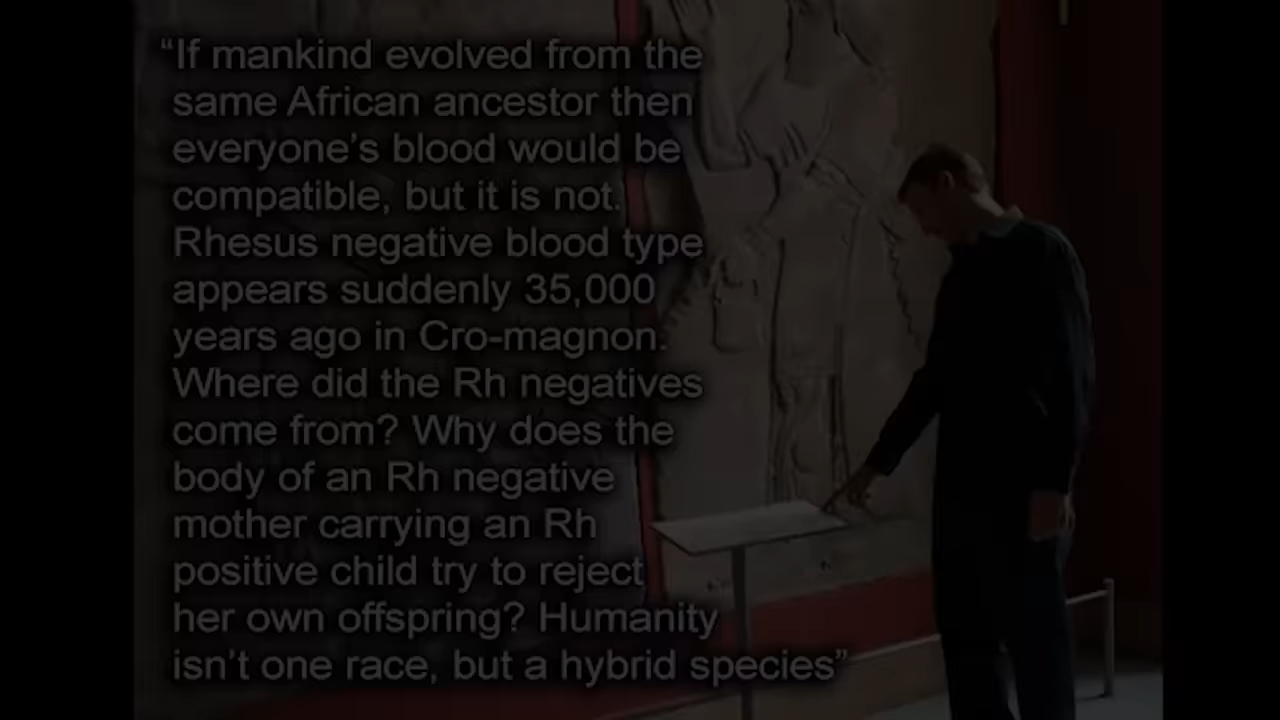 “If mankind evolved from the
same African ancestor then
everyone’s blood would be
compatible, but it is not.
Rhesus negative blood type
appears suddenly 35,000
years ago in Cro-magnon.
Where did the Rh negatives
come from? Why does the
body of an Rh negative
mother carrying an Rh
positive child try to reject
her own offspring? Humanity
isn’t one race, but a hybrid species”